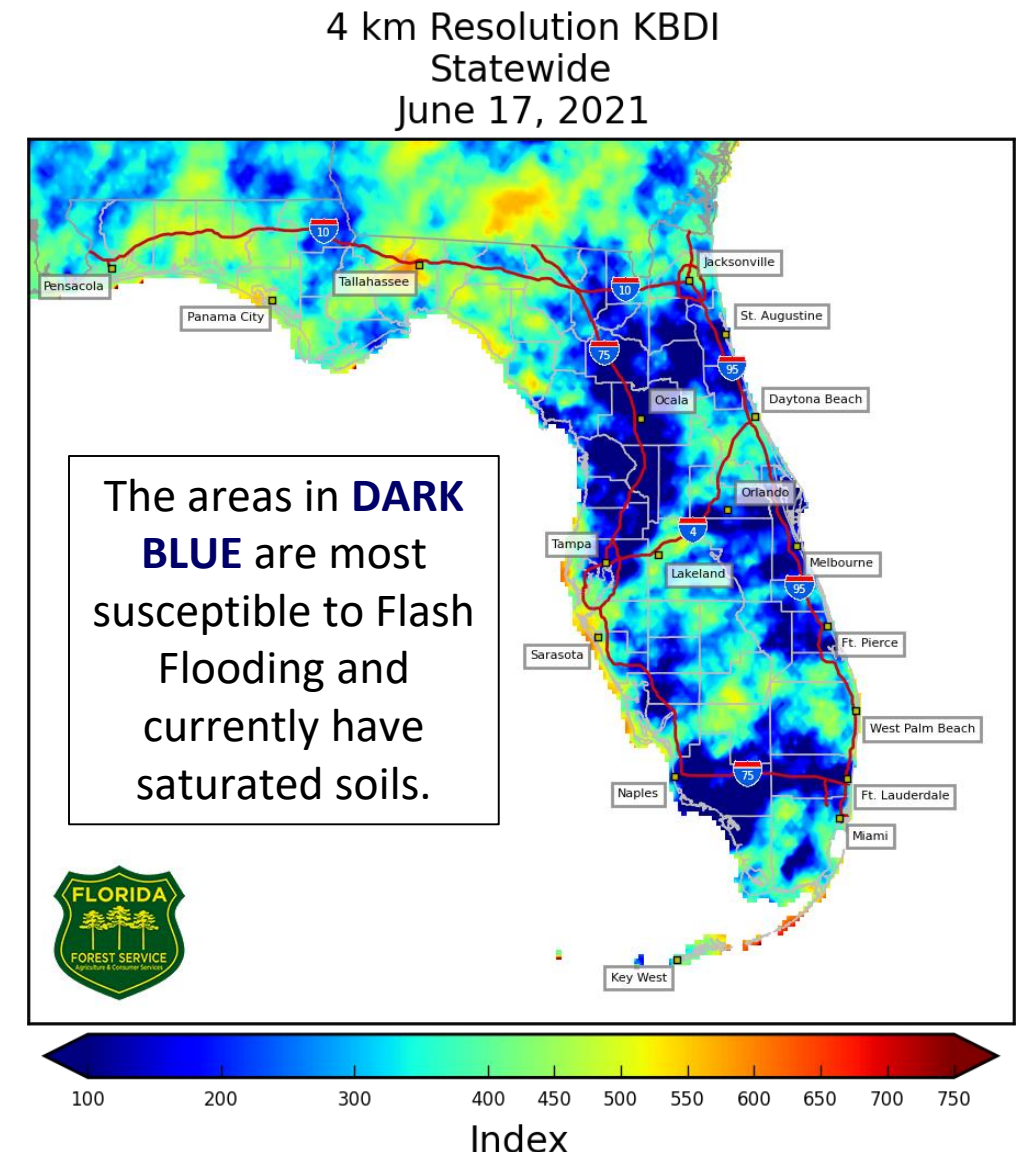 4 km Resolution KBDI
Statewide
June 17, 2021
10
Jacksonville
Pensacola
Tallahassee
10
Panama City
St. Augustine
75
95
Ocala
Daytona Beach
The areas in DARK
BLUE are most
susceptible to Flash
Flooding and
currently have
saturated soils.
Orlando
4
Tampa
Lakeland
Melbourne
95
Sarasota
Ft. Pierce
West Palm Beach
75
Naples
Ft. Lauderdale
Miami
FLORIDA
FOREST SERVICE
Agriculture & Consumer Services
Key West
100 200 300 400 450 500 550 600 650 700 750
Index